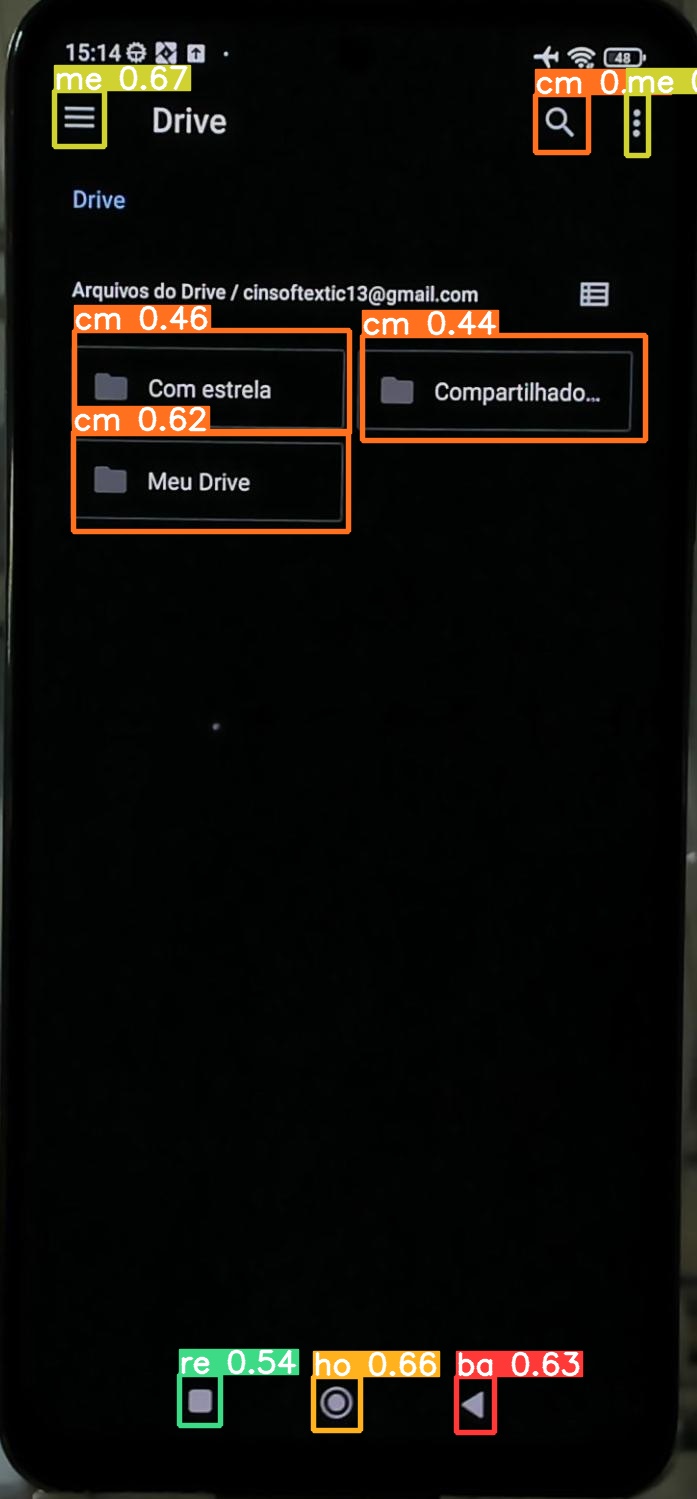 15:14 48
me 0.67 cm 0. me 0
Drive
Drive
Arquivos do Drive / cinsoftextic13@gmail.com
cm 0.46 cm 0.44
Com estrela Compartilhado...
cm 0.62
Meu Drive
re 0.54 ho 0.66 ba 0.63